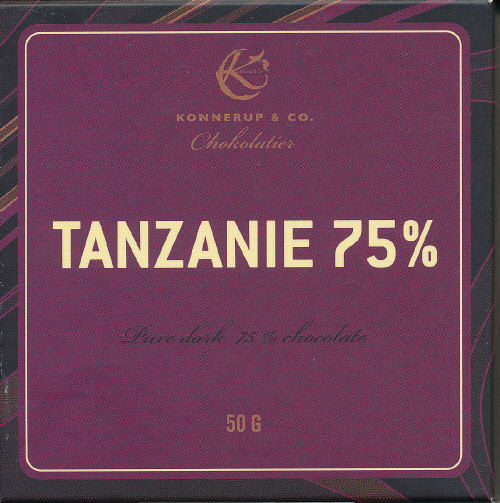 KONNERUP & CO.
Chokolatier
TANZANIE 75%
Pure dark 75 % chocolate
50 G